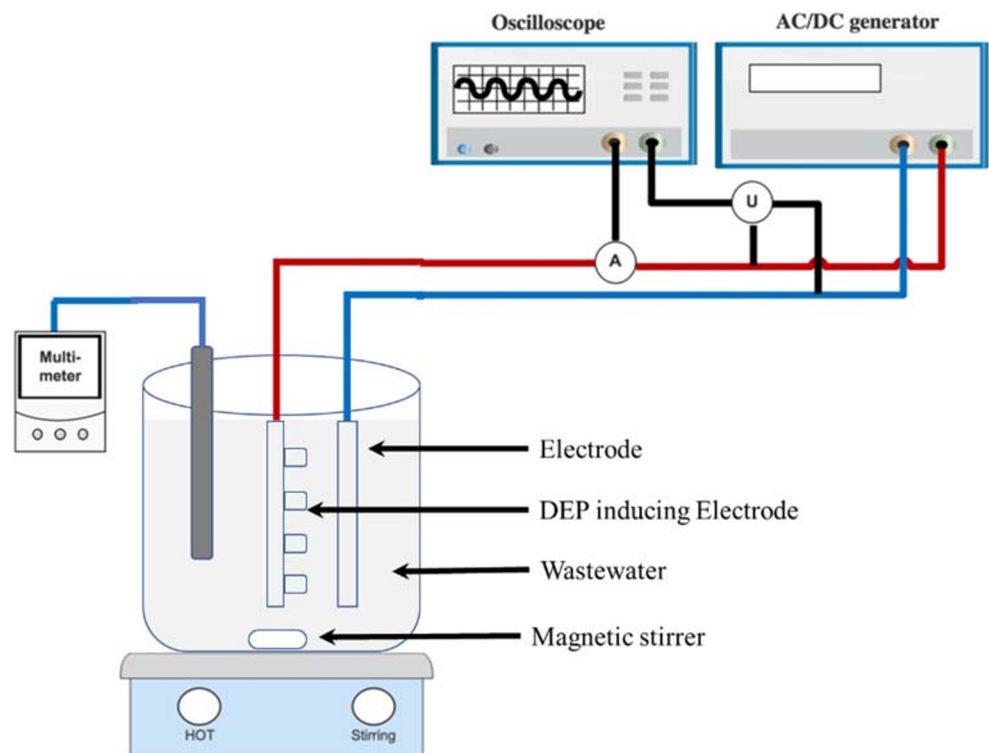 Oscilloscope
AC/DC generator
U
A
Multi-
meter
Electrode
DEP inducing Electrode
Wastewater
Magnetic stirrer
HOT
Stirring